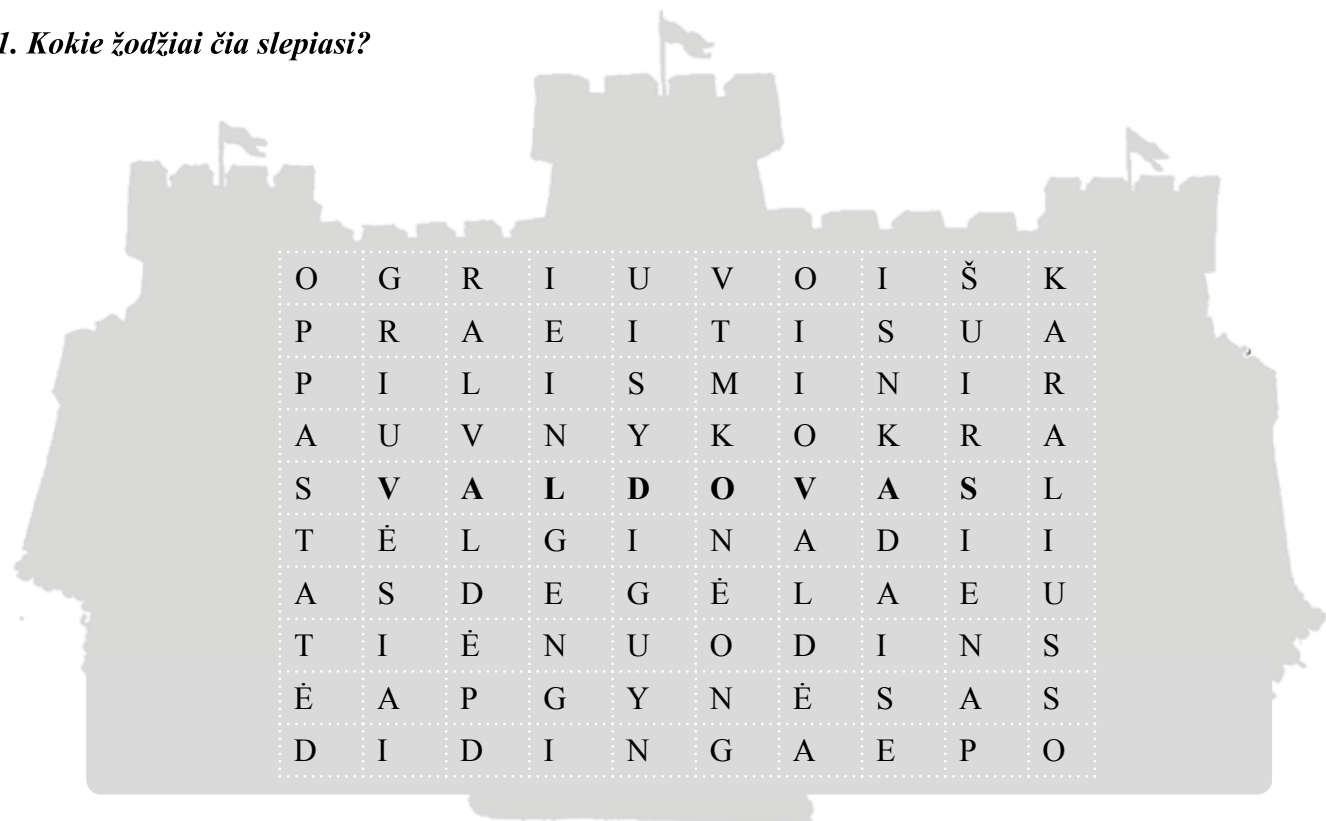 1. Kokie žodžiai čia slepiasi?
O G R I U V O I Š K
P R A E I T I S U A
P I L I S M I N I R
A U V N Y K O K R A
S V A L D O V A S L
T Ė L G I N A D I I
A S D E G Ė L A E U
T I Ė N U O D I N S
Ė A P G Y N Ė S A S
D I D I N G A E P O